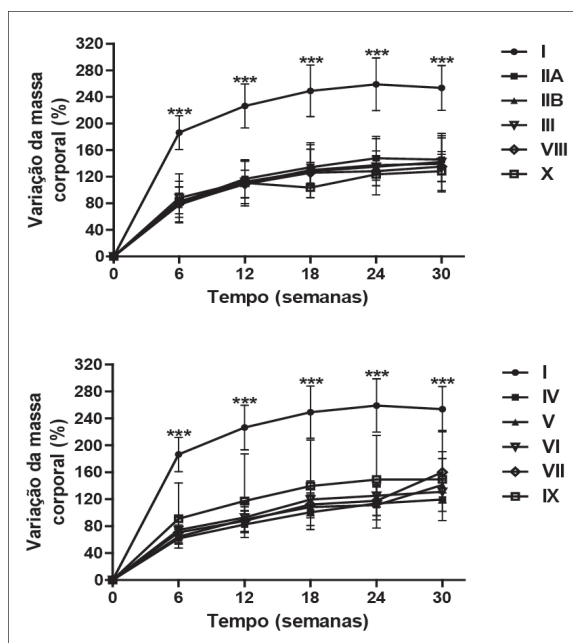 320
280
240
200
160
120
80
40
0
Variação da massa
corporal (%)
***
***
***
***
***
0 6 12 18 24 30
Tempo (semanas)
I
IIA
IIB
III
VIII
X
320
280
240
200
160
120
80
40
0
Variação da massa
corporal (%)
***
***
***
***
***
0 6 12 18 24 30
Tempo (semanas)
I
IV
V
VI
VII
IX